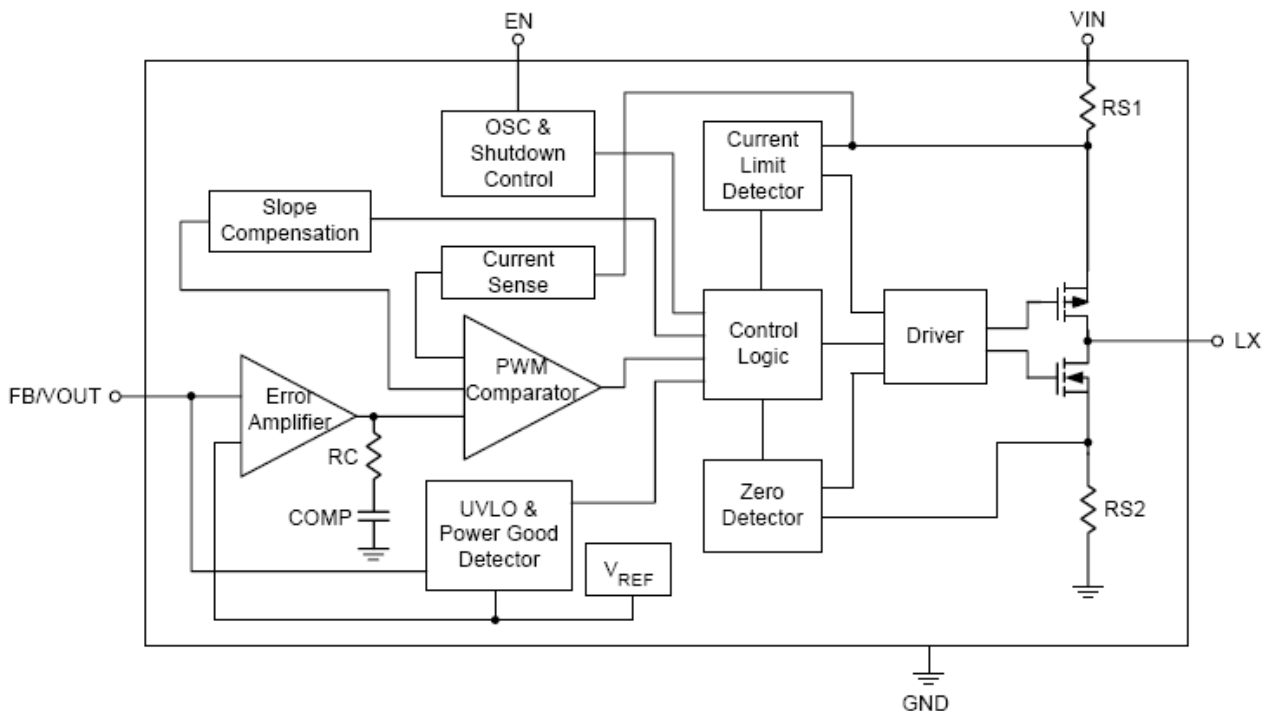 EN
VIN
RS1
OSC &
Shutdown
Control
Current
Limit
Detector
Slope
Compensation
Current
Sense
Control
Logic
Driver
LX
PWM
Comparator
FB/VOUT
Error
Amplifier
RC
COMP
UVLO &
Power Good
Detector
Zero
Detector
RS2
VREF
GND